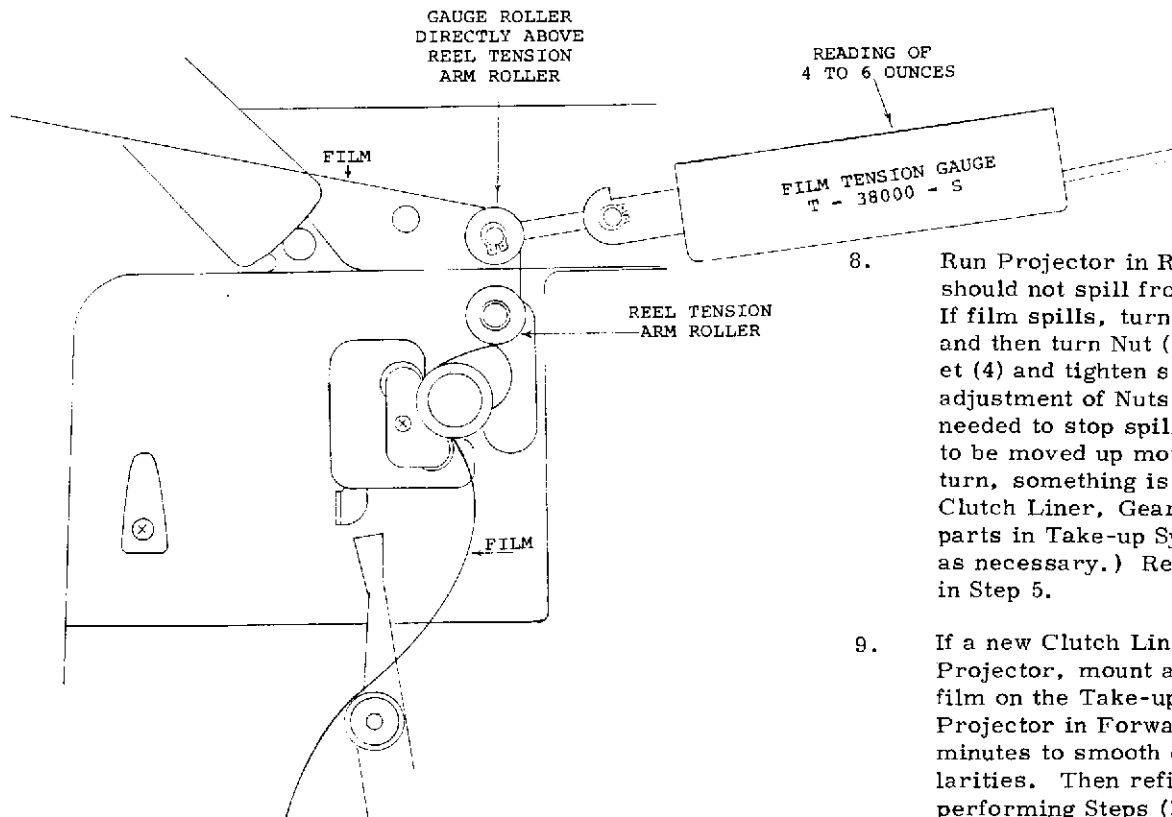 GAUGE ROLLER
DIRECTLY ABOVE
REEL TENSION
ARM ROLLER
READING OF
4 TO 6 OUNCES
FILM
FILM TENSION GAUGE
T - 38000 - S
REEL TENSION
ARM ROLLER
FILM
8. Run Projector in R
should not spill fro
If film spills, turn
and then turn Nut (
et (4) and tighten s
adjustment of Nuts
needed to stop spil
to be moved up mo
turn, something is
Clutch Liner, Gear
parts in Take-up Sy
as necessary.) Re
in Step 5.
9. If a new Clutch Lin
Projector, mount a
film on the Take-up
Projector in Forwa
minutes to smooth
larities. Then refi
performing Steps (